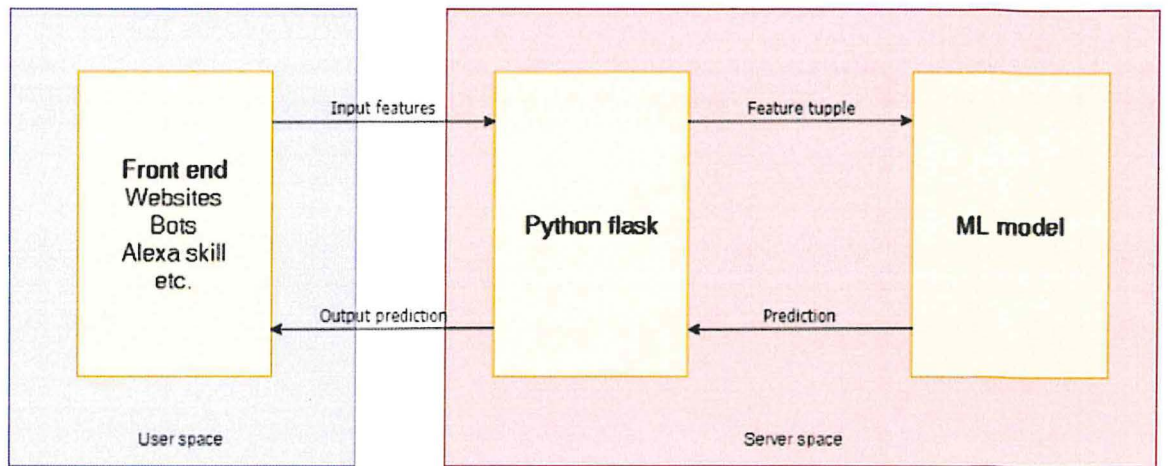 Input features
Feature tupple
Front end
Websites
Bots
Alexa skill
etc.
Python flask
ML model
Output prediction
Prediction
User space
Server space